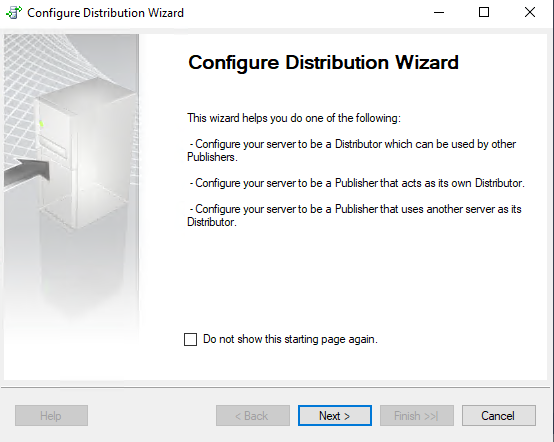 Configure Distribution Wizard
Configure Distribution Wizard
This wizard helps you do one of the following:
- Configure your server to be a Distributor which can be used by other
Publishers.
- Configure your server to be a Publisher that acts as its own Distributor.
- Configure your server to be a Publisher that uses another server as its
Distributor.
Do not show this starting page again.
Help
< Back
Next >
Finish >>|
Cancel